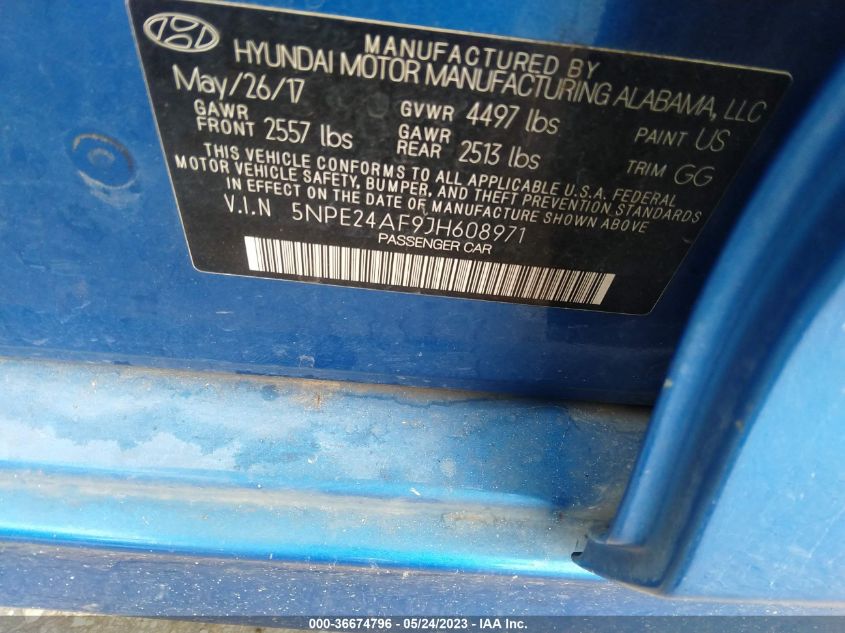 MANUFACTURED BY
HYUNDAI MOTOR MANUFACTURING ALABAMA, LLC
May/26/17
GAWR FRONT 2557 lbs
GVWR 4497 lbs
GAWR REAR 2513 lbs
PAINT US
TRIM GG
THIS VEHICLE CONFORMS TO ALL APPLICABLE U.S.A. FEDERAL
MOTOR VEHICLE SAFETY, BUMPER, AND THEFT PREVENTION STANDARDS
IN EFFECT ON THE DATE OF MANUFACTURE SHOWN ABOVE.
V.I.N 5NPE24AF9JH608971
PASSENGER CAR
000-36674796 - 05/24/2023 - IAA Inc.